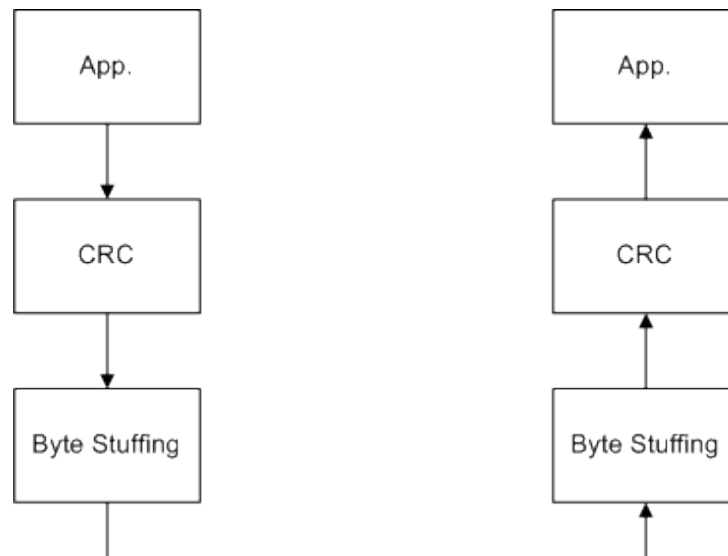 App.
App.
CRC
CRC
Byte Stuffing
Byte Stuffing